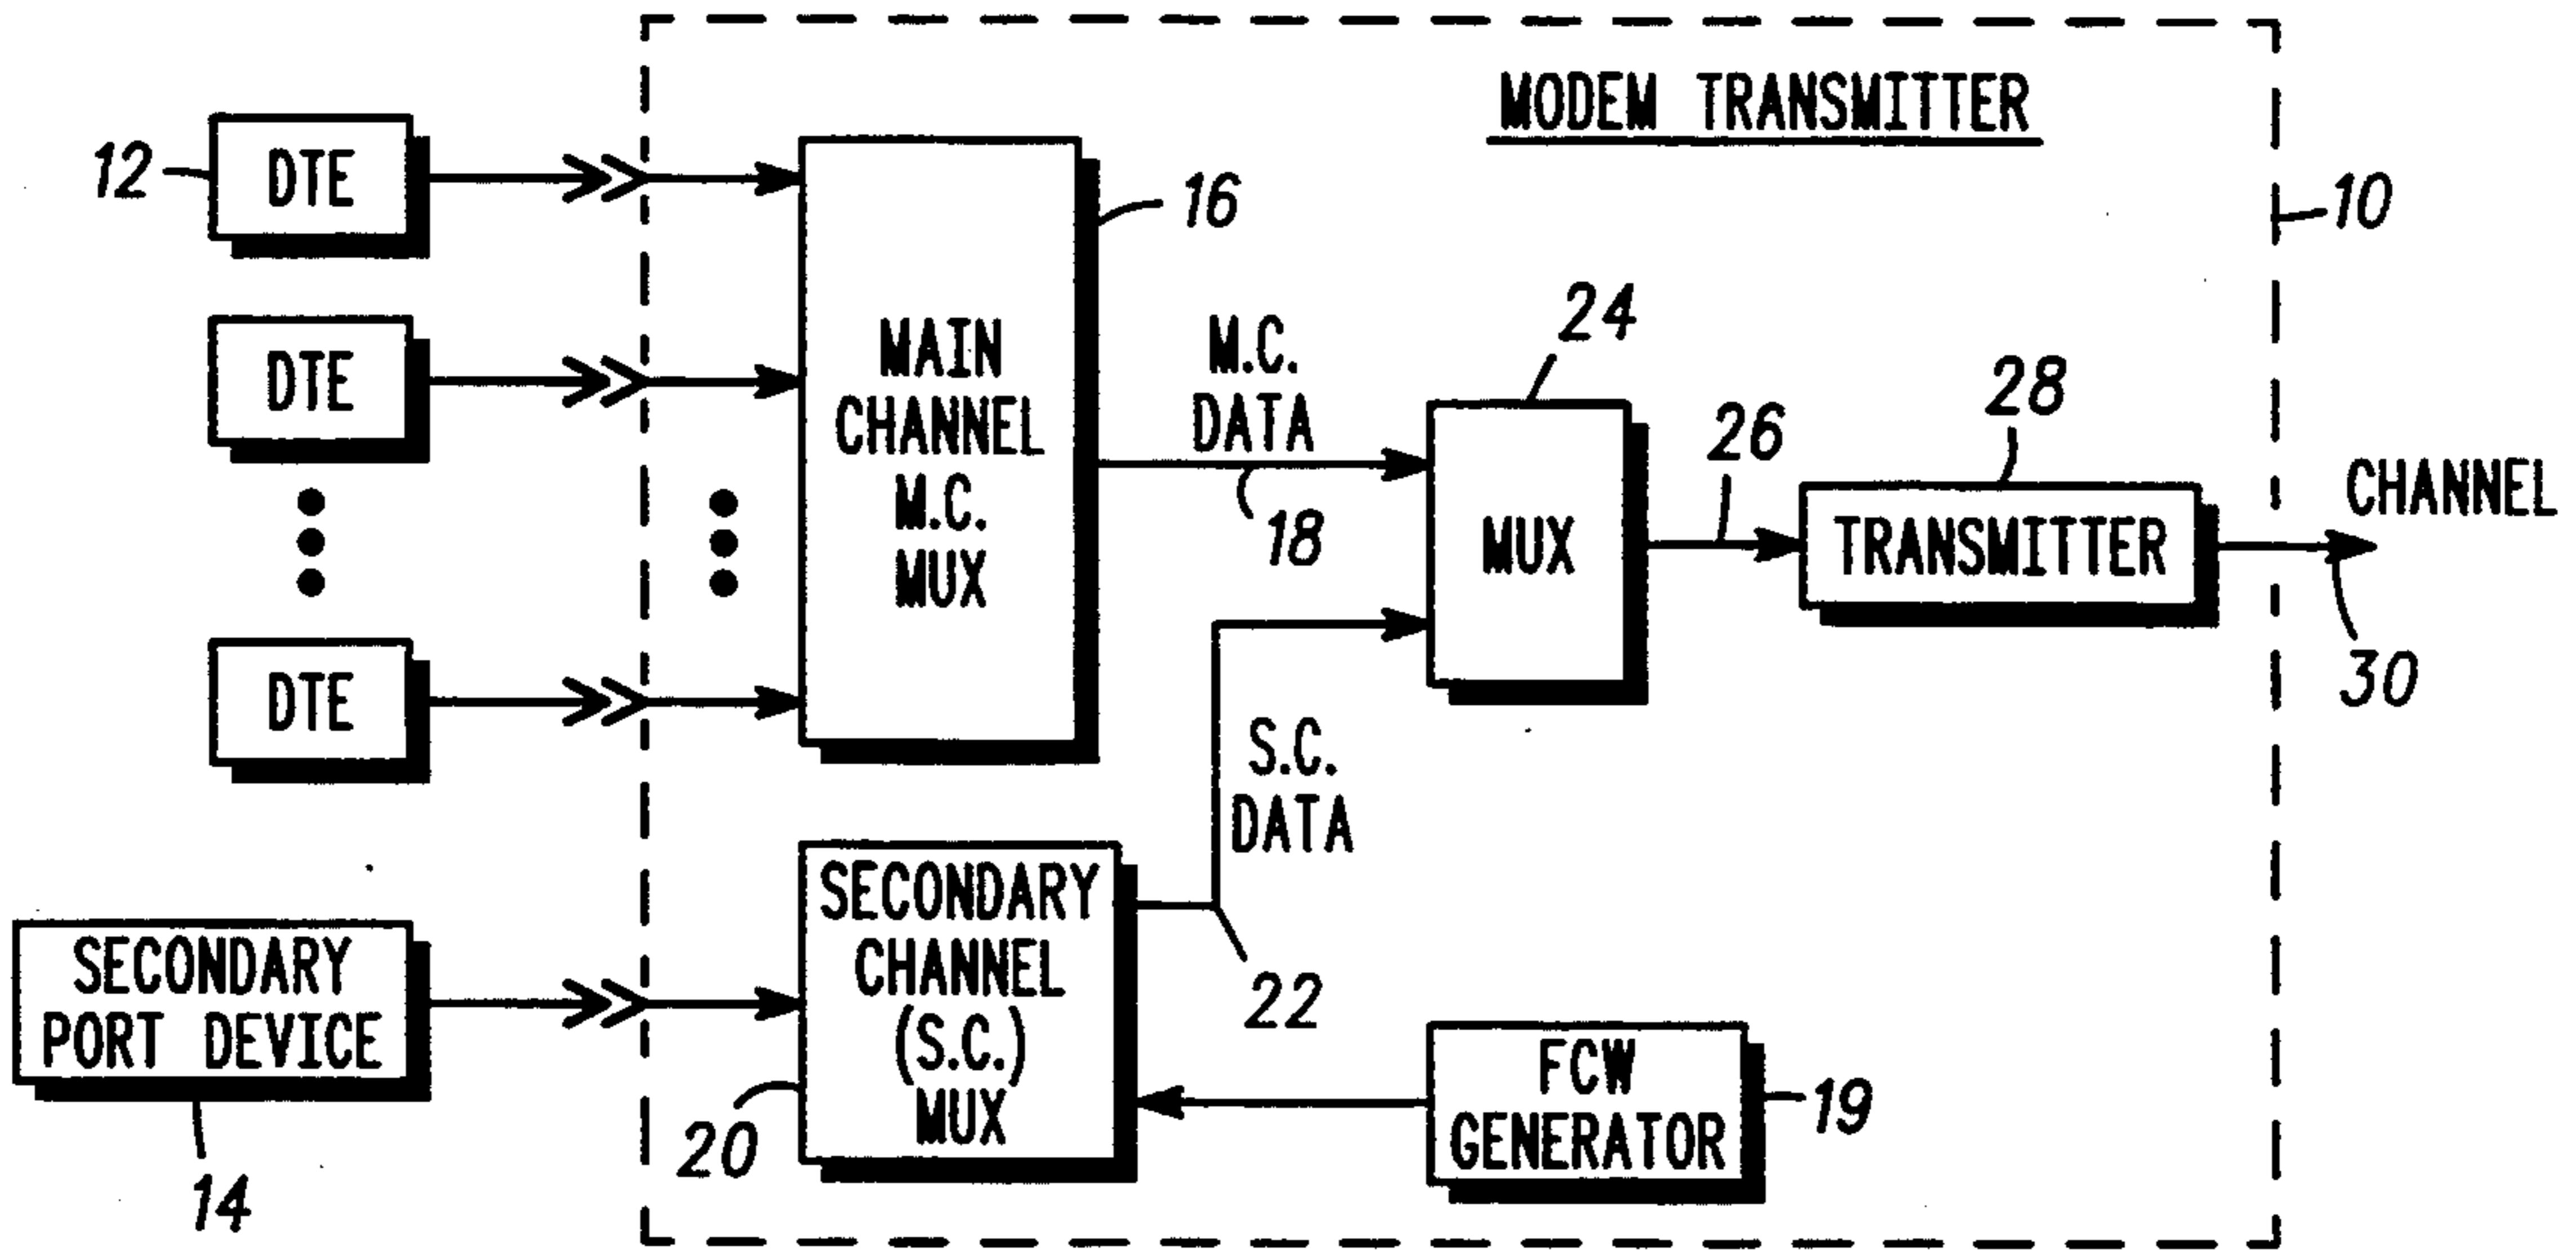 MODEM TRANSMITTER
12
DTE
16
10
DTE
MAIN
CHANNEL
M.C.
MUX
M.C.
DATA
18
24
MUX
26
28
TRANSMITTER
CHANNEL
30
DTE
S.C.
DATA
SECONDARY
PORT DEVICE
14
SECONDARY
CHANNEL
(S.C.)
MUX
20
22
FCW
GENERATOR
19